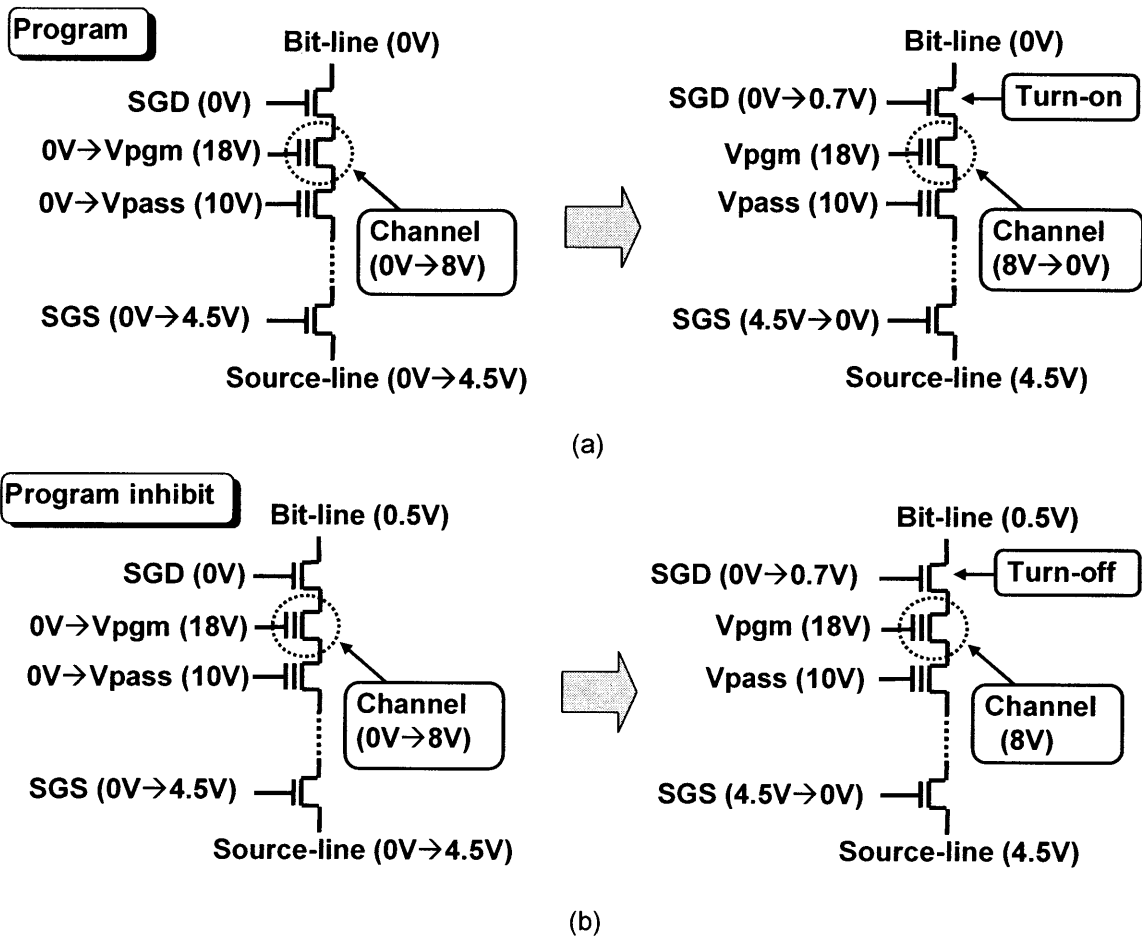 Program
Bit-line (0V)
SGD (0V)
0V→Vpgm (18V)
0V→Vpass (10V)
Channel
(0V→8V)
SGS (0V→4.5V)
Source-line (0V→4.5V)
Bit-line (0V)
SGD (0V→0.7V)
Turn-on
Vpgm (18V)
Vpass (10V)
Channel
(8V→0V)
SGS (4.5V→0V)
Source-line (4.5V)
(a)
Program inhibit
Bit-line (0.5V)
SGD (0V)
0V→Vpgm (18V)
0V→Vpass (10V)
Channel
(0V→8V)
SGS (0V→4.5V)
Source-line (0V→4.5V)
Bit-line (0.5V)
SGD (0V→0.7V)
Turn-off
Vpgm (18V)
Vpass (10V)
Channel
(8V)
SGS (4.5V→0V)
Source-line (4.5V)
(b)